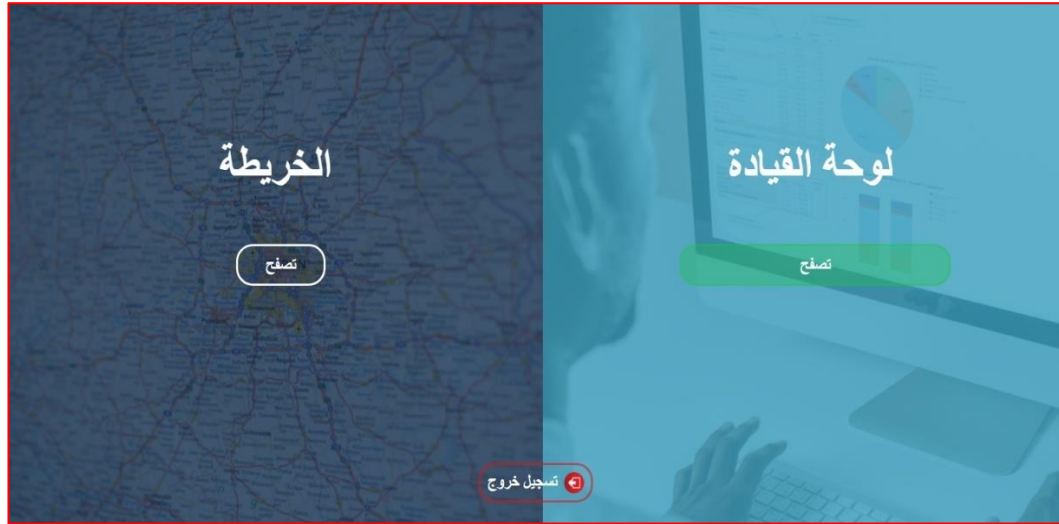 لوحة القيادة
تصفح
الخريطة
تصفح
تسجيل خروج